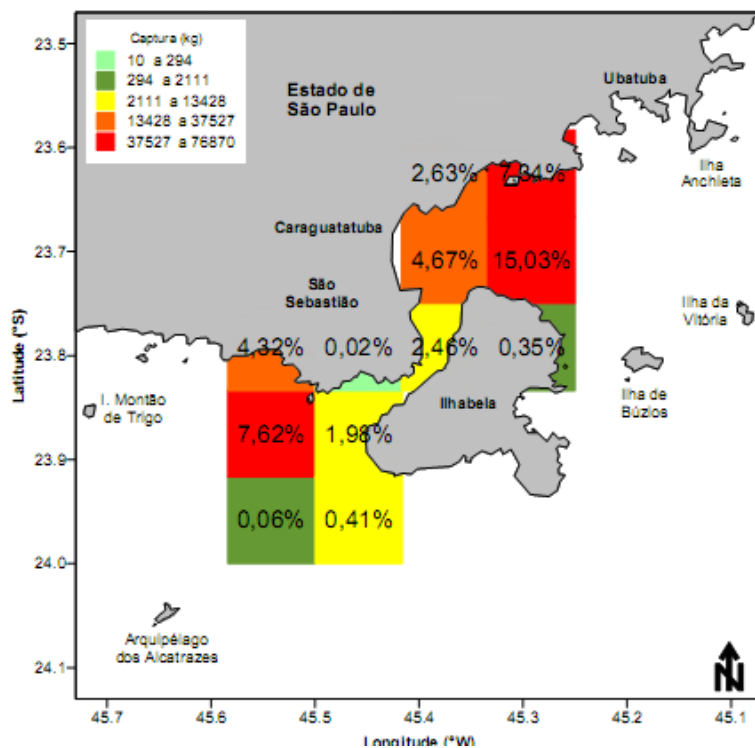 Captura (kg)
10 a 294
294 a 2111
2111 a 13428
13428 a 37527
37527 a 76870
Estado de
São Paulo
Ubatuba
Ilha
Anchieta
Caraguatatuba
São
Sebastião
Ilha da
Vitória
Ilha de
Búzios
Ilhabela
I. Montão
de Trigo
Arquipélago
dos Alcatrazes
2,63%
7,34%
4,67%
15,03%
4,32%
0,02%
2,46%
0,35%
7,62%
1,98%
0,06%
0,41%
Latitude (°S)
23.5
23.6
23.7
23.8
23.9
24.0
24.1
45.7
45.6
45.5
45.4
45.3
45.2
45.1
Longitude (°W)
N